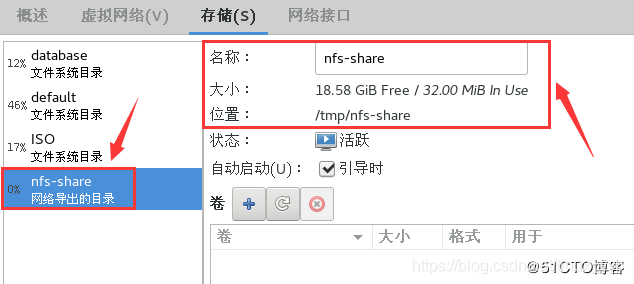 概述 虚拟网络(V) 存储(S) 网络接口
12% database
文件系统目录
46% default
文件系统目录
17% ISO
文件系统目录
0% nfs-share
网络导出的目录
名称： nfs-share
大小： 18.58 GiB Free / 32.00 MiB In Use
位置： /tmp/nfs-share
状态： 活跃
自动启动(U)： 引导时
卷
卷 大小 格式 用于
https://blog.csdn
@51CTO博客